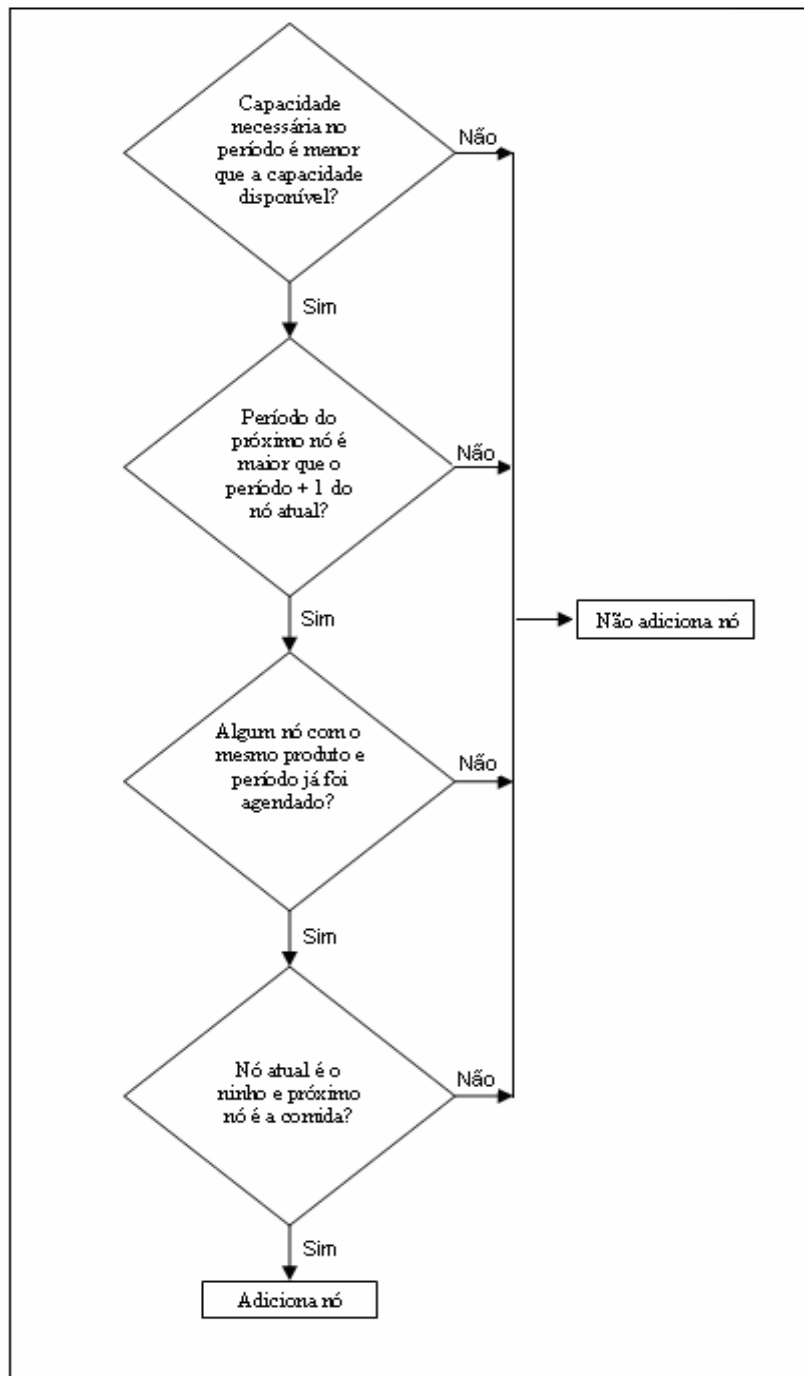 Capacidade
necessária no
período é menor
que a capacidade
disponível?
Não
Sim
Período do
próximo nó é
maior que o
período + 1 do
nó atual?
Não
Sim
Não adiciona nó
Algum nó com o
mesmo produto e
período já foi
agendado?
Não
Sim
Nó atual é o
ninho e próximo
nó é a comida?
Não
Sim
Adiciona nó